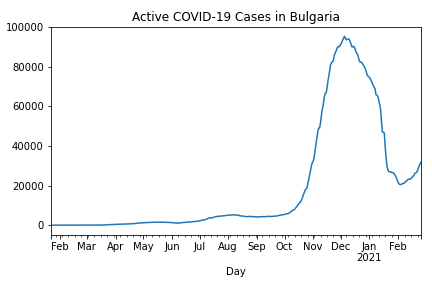 Active COVID-19 Cases in Bulgaria
100000
80000
60000
40000
20000
0
Feb Mar Apr May Jun Jul Aug Sep Oct Nov Dec Jan Feb
2021
Day